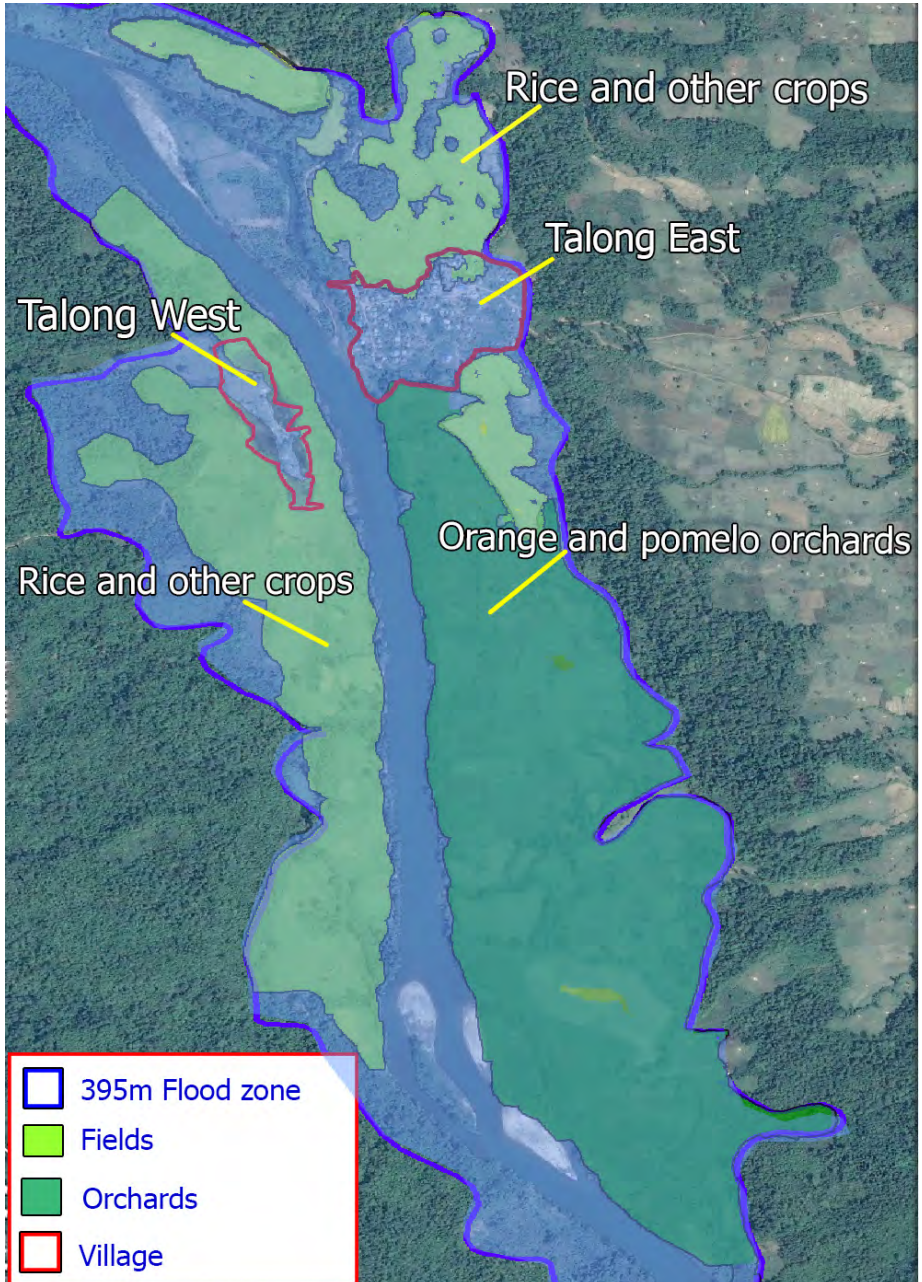 Rice and other crops
Talong East
Talong West
Orange and pomelo orchards
Rice and other crops
395m Flood zone
Fields
Orchards
Village